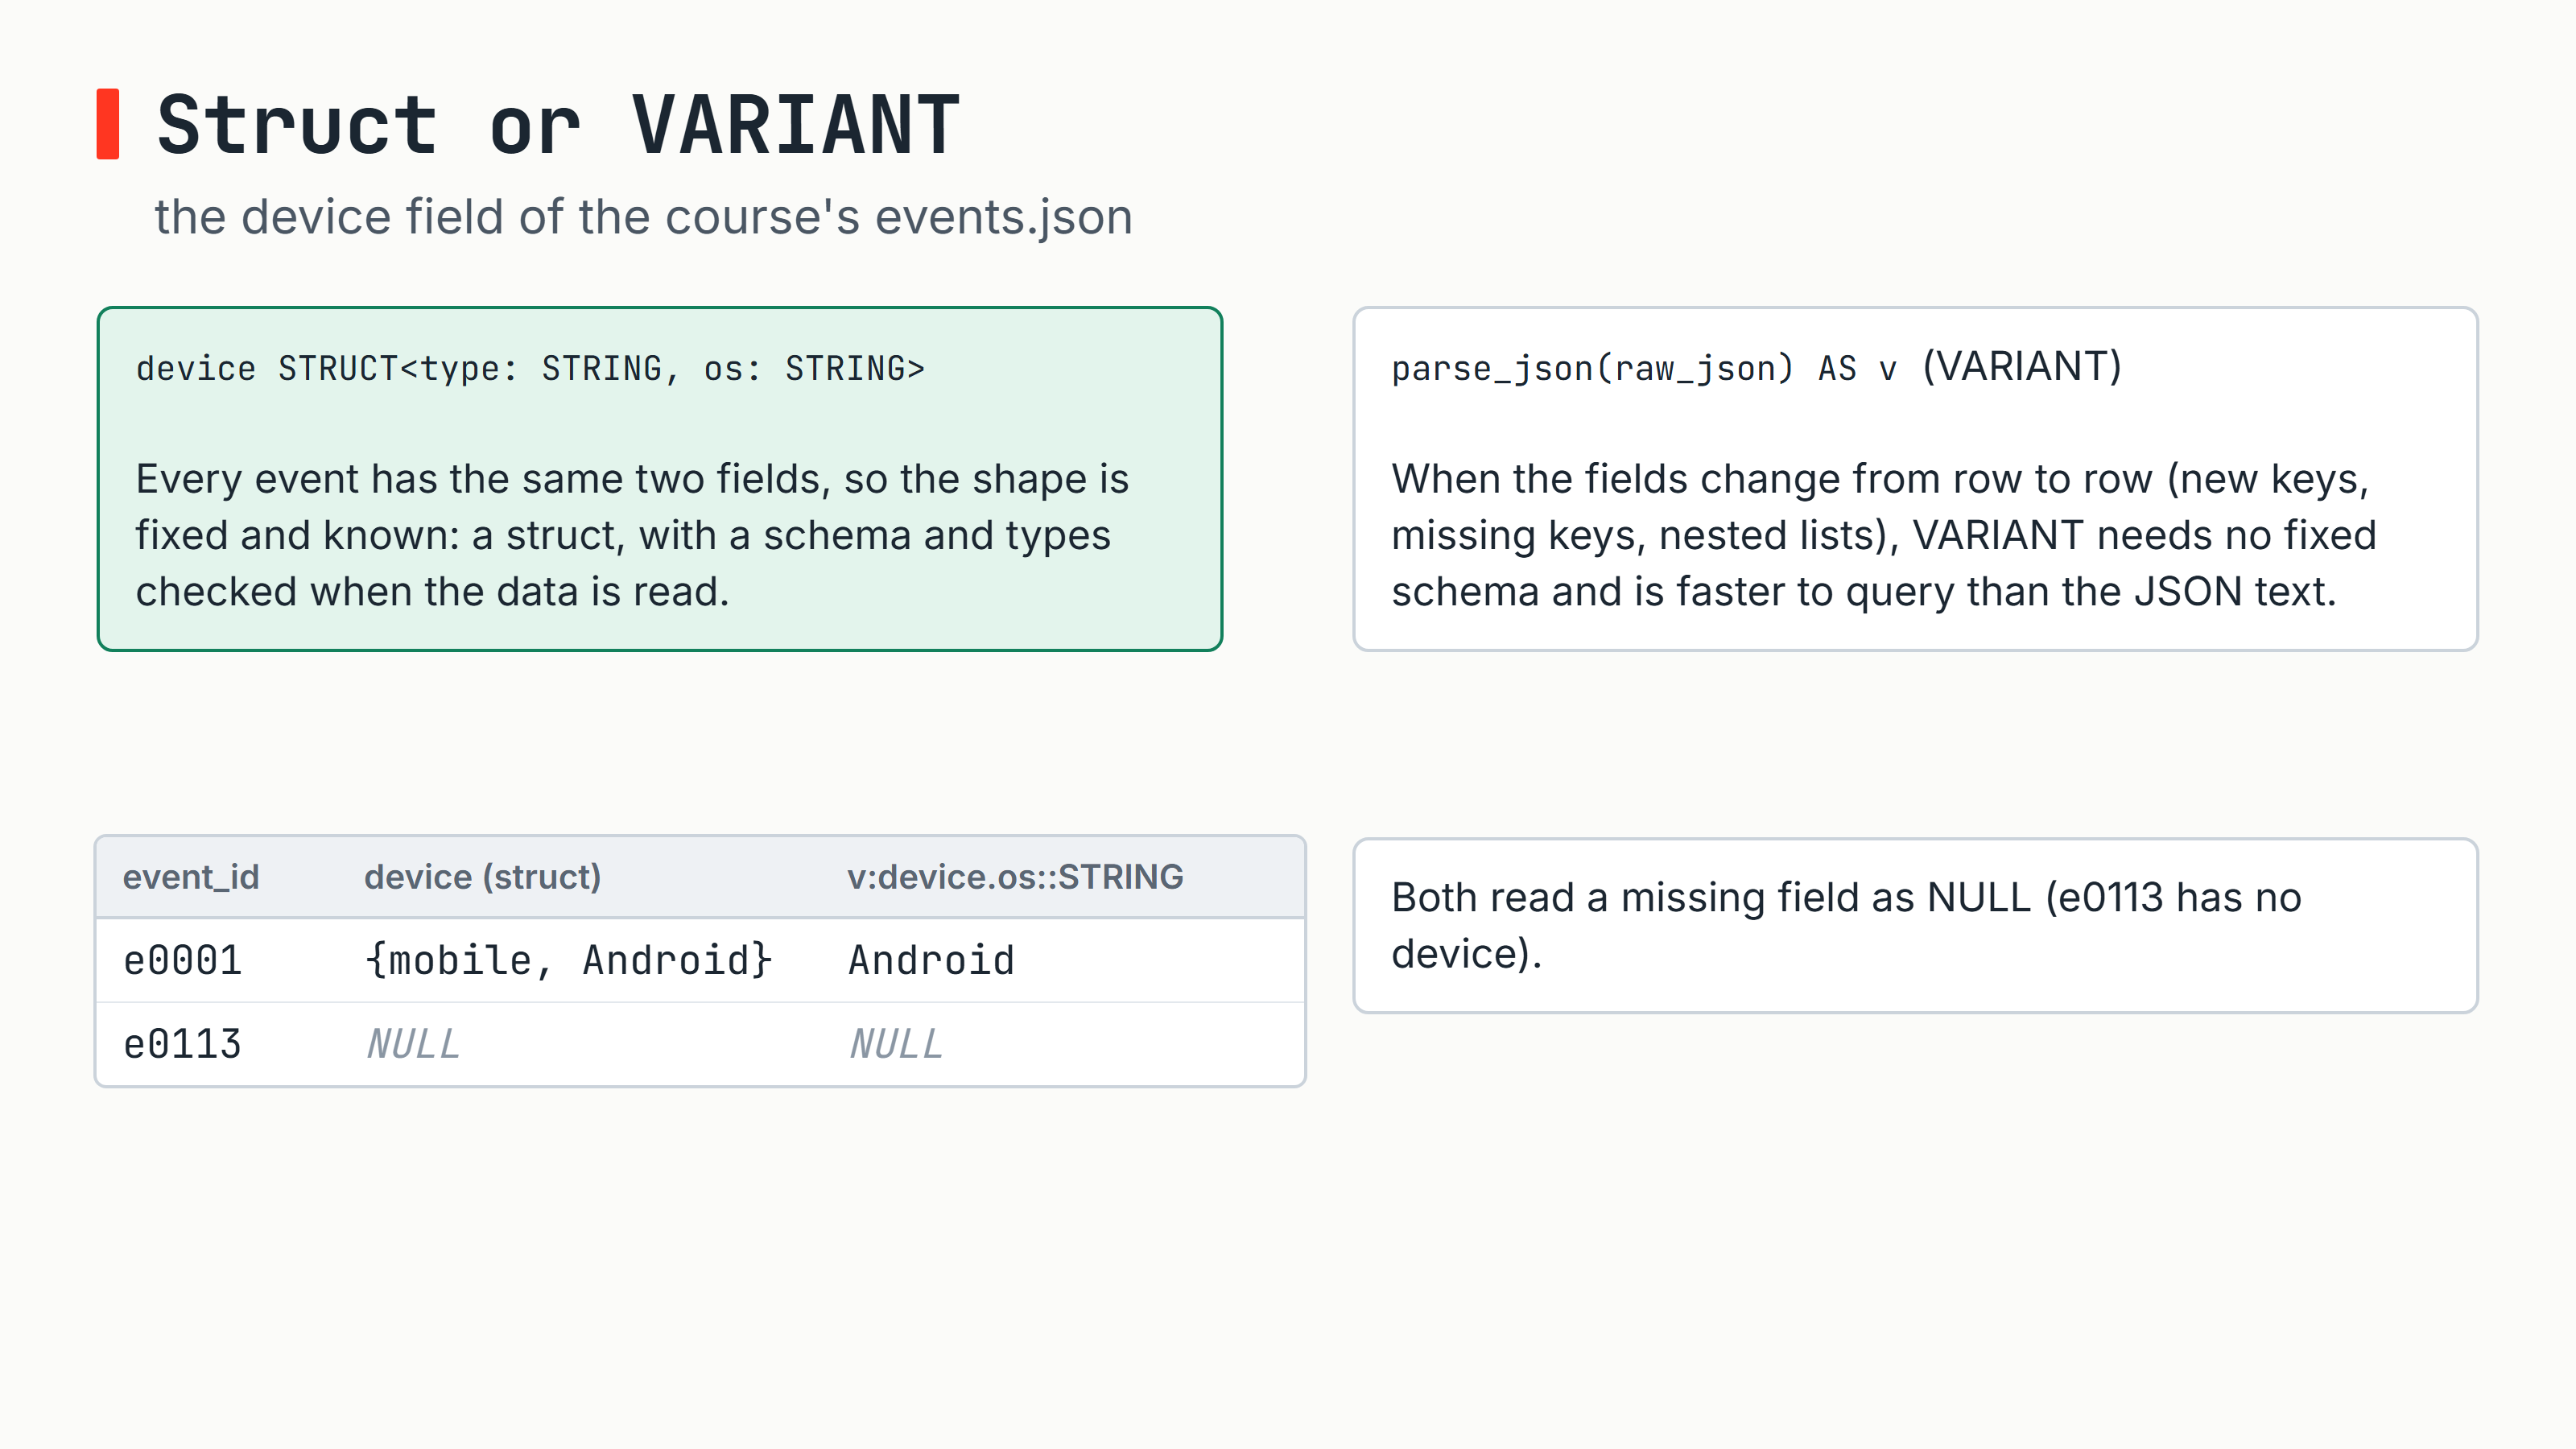 Struct or VARIANT
the device field of the course's events.json
device STRUCT<type: STRING, os: STRING>
Every event has the same two fields, so the shape is
fixed and known: a struct, with a schema and types
checked when the data is read.
parse_json(raw_json) AS v (VARIANT)
When the fields change from row to row (new keys,
missing keys, nested lists), VARIANT needs no fixed
schema and is faster to query than the JSON text.
event_id device (struct) v:device.os::STRING
e0001 {mobile, Android} Android
e0113 NULL NULL
Both read a missing field as NULL (e0113 has no
device).